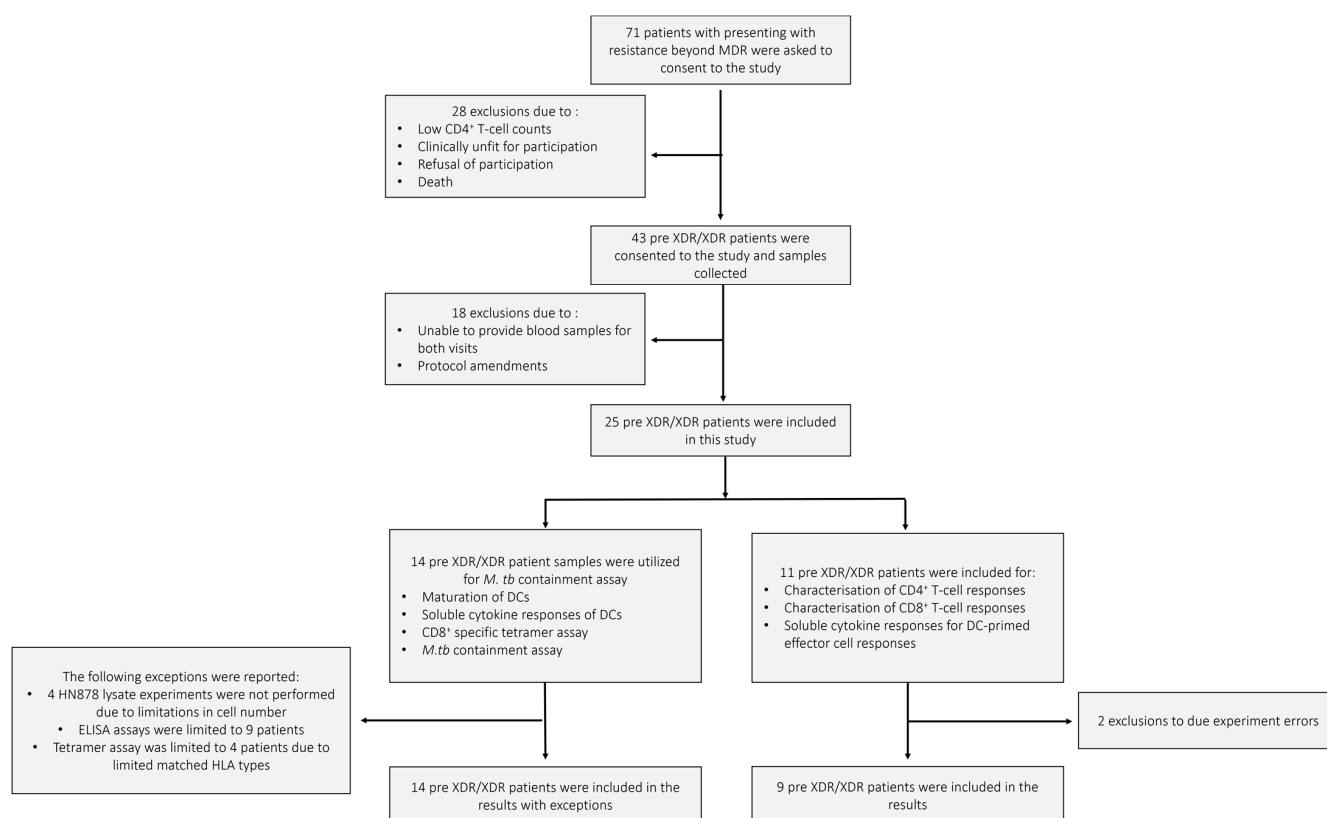 71 patients with presenting with
resistance beyond MDR were asked to
consent to the study
28 exclusions due to :
• Low CD4⁺ T-cell counts
• Clinically unfit for participation
• Refusal of participation
• Death
43 pre XDR/XDR patients were
consented to the study and samples
collected
18 exclusions due to :
• Unable to provide blood samples for
both visits
• Protocol amendments
25 pre XDR/XDR patients were included
in this study
14 pre XDR/XDR patient samples were utilized
for M. tb containment assay
• Maturation of DCs
• Soluble cytokine responses of DCs
• CD8⁺ specific tetramer assay
• M.tb containment assay
11 pre XDR/XDR patients were included for:
• Characterisation of CD4⁺ T-cell responses
• Characterisation of CD8⁺ T-cell responses
• Soluble cytokine responses for DC-primed
effector cell responses
The following exceptions were reported:
• 4 HN878 lysate experiments were not performed
due to limitations in cell number
• ELISA assays were limited to 9 patients
• Tetramer assay was limited to 4 patients due to
limited matched HLA types
2 exclusions to due experiment errors
14 pre XDR/XDR patients were included in the
results with exceptions
9 pre XDR/XDR patients were included in the
results